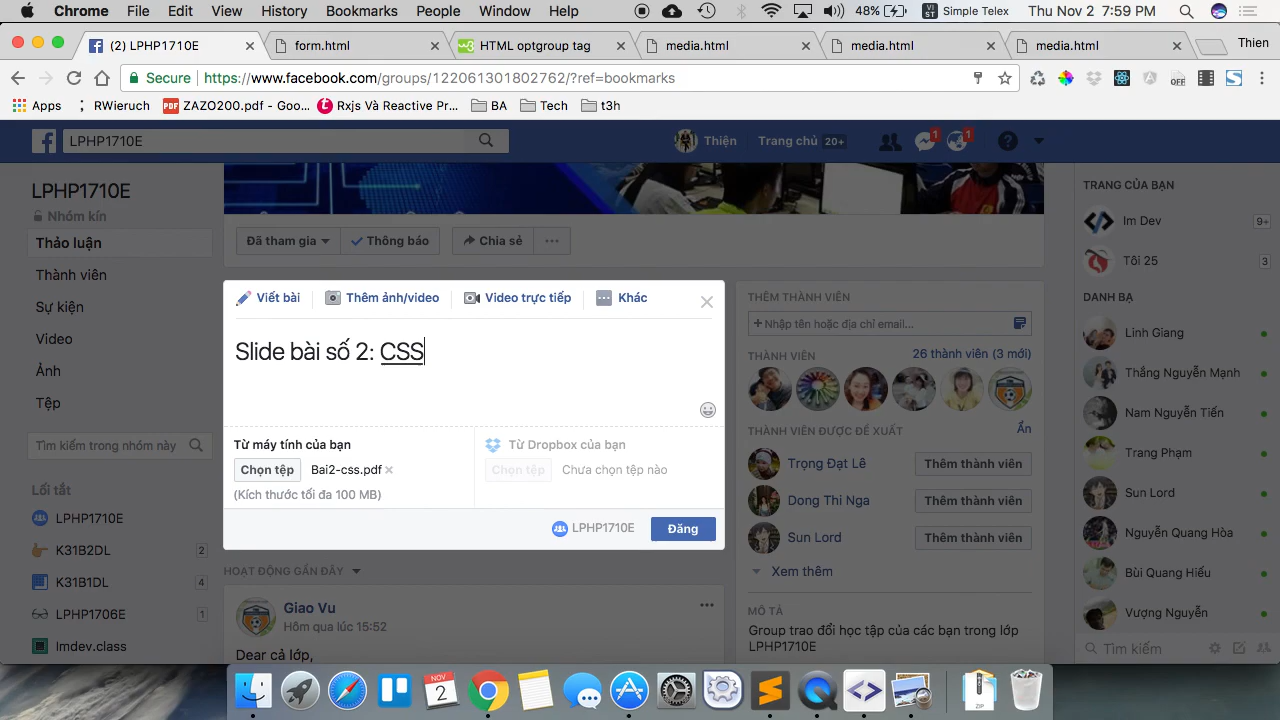 Chrome File Edit View History Bookmarks People Window Help 48% VI ST Simple Telex Thu Nov 2 7:59 PM
(2) LPHP1710E form.html HTML optgroup tag media.html media.html media.html Thien
Secure https://www.facebook.com/groups/122061301802762/?ref=bookmarks OFF
Apps RWieruch ZAZO200.pdf - Goo... Rxjs Và Reactive Pr... BA Tech t3h
LPHP1710E Thiện Trang chủ 20+ 1 1
LPHP1710E
Nhóm kín
Thảo luận
Thành viên
Sự kiện
Video
Ảnh
Tệp
Tìm kiếm trong nhóm này
Lối tắt
LPHP1710E
K31B2DL 2
K31B1DL 4
LPHP1706E 1
Imdev.class
Đã tham gia Thông báo Chia sẻ
Viết bài Thêm ảnh/video Video trực tiếp Khác
Slide bài số 2: CSS
Từ máy tính của bạn
Chọn tệp Bai2-css.pdf
(Kích thước tối đa 100 MB)
Từ Dropbox của bạn
Chọn tệp Chưa chọn tệp nào
LPHP1710E Đăng
HOẠT ĐỘNG GẦN ĐÂY
Giao Vu
Hôm qua lúc 15:52
Dear cả lớp,
THÊM THÀNH VIÊN
+ Nhập tên hoặc địa chỉ email...
THÀNH VIÊN 26 thành viên (3 mới)
THÀNH VIÊN ĐƯỢC ĐỀ XUẤT Ẩn
Trọng Đạt Lê Thêm thành viên
Dong Thi Nga Thêm thành viên
Sun Lord Thêm thành viên
Xem thêm
MÔ TẢ
Group trao đổi học tập của các bạn trong lớp
LPHP1710E
TRANG CỦA BẠN
Im Dev 9+
Tôi 25 3
DANH BẠ
Linh Giang
Thắng Nguyễn Mạnh
Nam Nguyễn Tiến
Trang Phạm
Sun Lord
Nguyễn Quang Hòa
Bùi Quang Hiếu
Vượng Nguyễn
Tìm kiếm
NOV
2
ZIP